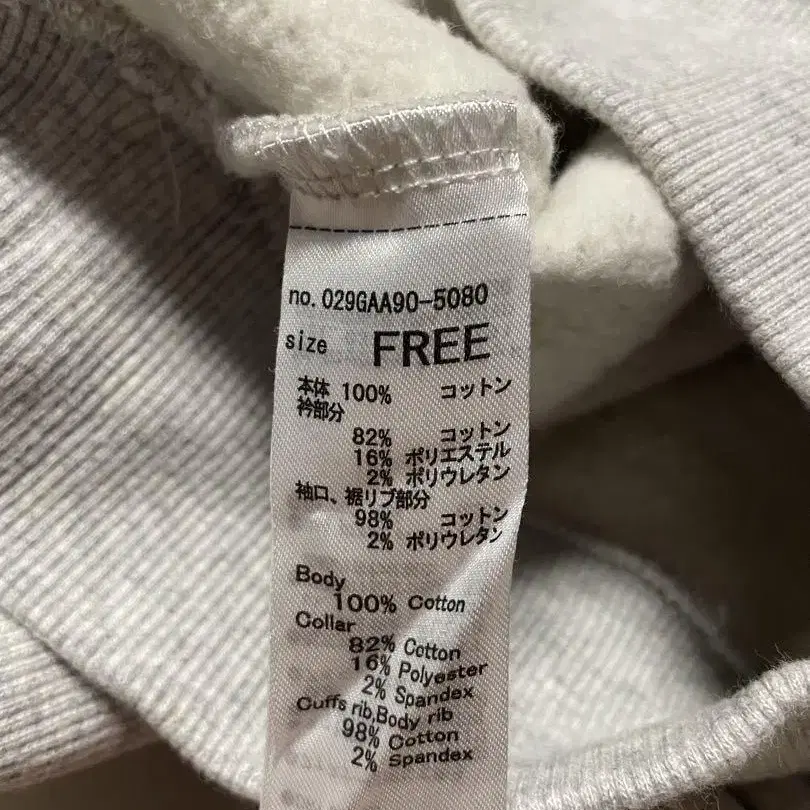 no. 029GAA90-5080
size FREE
本体 100% コットン
衿部分
82% コットン
16% ポリエステル
2% ポリウレタン
袖口、裾リブ部分
98% コットン
2% ポリウレタン
Body
100% Cotton
Collar
82% Cotton
16% Polyester
2% Spandex
Cuffs rib,Body rib
98% Cotton
2% Spandex